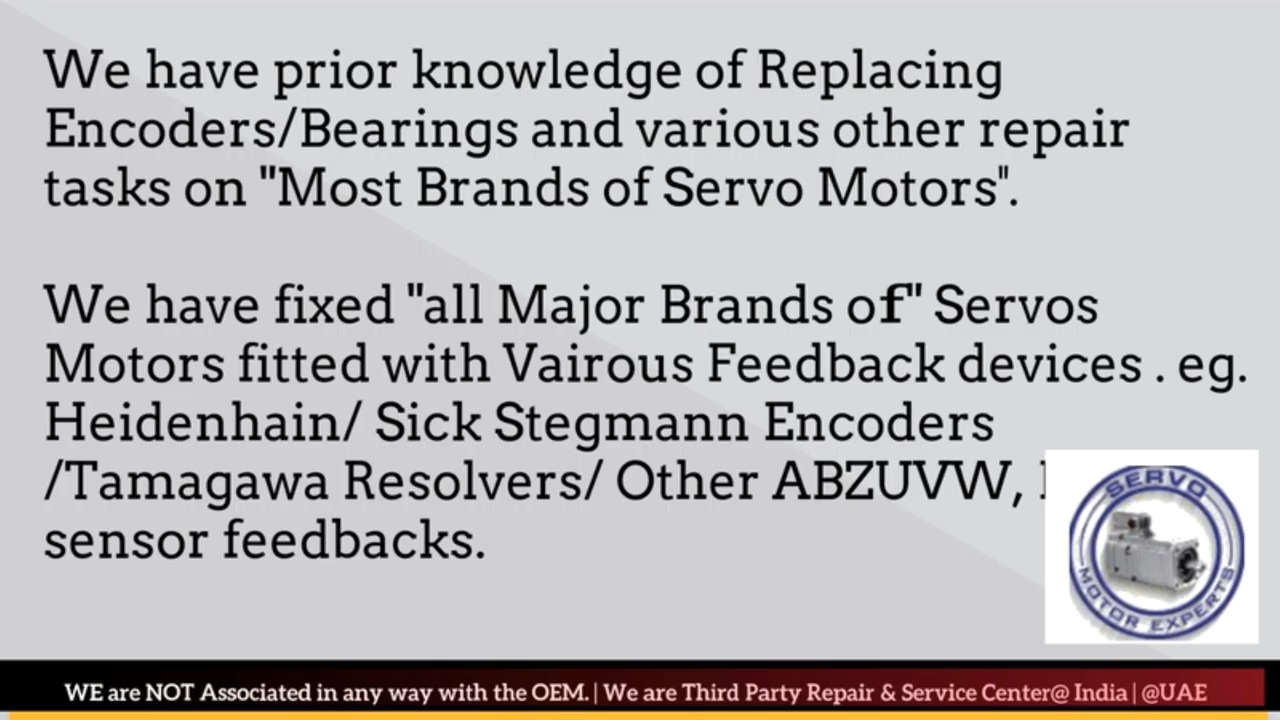 We have prior knowledge of Replacing
Encoders/Bearings and various other repair
tasks on "Most Brands of Servo Motors".
We have fixed "all Major Brands of" Servos
Motors fitted with Vairous Feedback devices . eg.
Heidenhain/ Sick Stegmann Encoders
/Tamagawa Resolvers/ Other ABZUVW,
sensor feedbacks.
SERVO
MOTOR EXPERTS
WE are NOT Associated in any way with the OEM. | We are Third Party Repair & Service Center@ India | @UAE